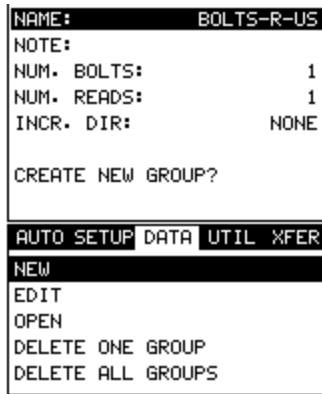 NAME: BOLTS-R-US
NOTE:
NUM. BOLTS: 1
NUM. READS: 1
INCR. DIR: NONE
CREATE NEW GROUP?
AUTO SETUP DATA UTIL XFER
NEW
EDIT
OPEN
DELETE ONE GROUP
DELETE ALL GROUPS